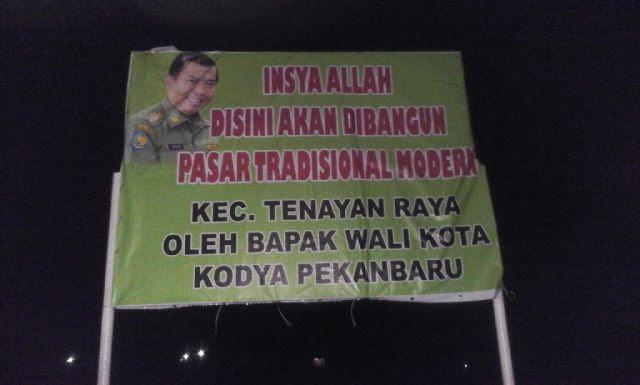 INSYA ALLAH
DISINI AKAN DIBANGUN
PASAR TRADISIONAL MODERN
KEC. TENAYAN RAYA
OLEH BAPAK WALI KOTA
KODYA PEKANBARU